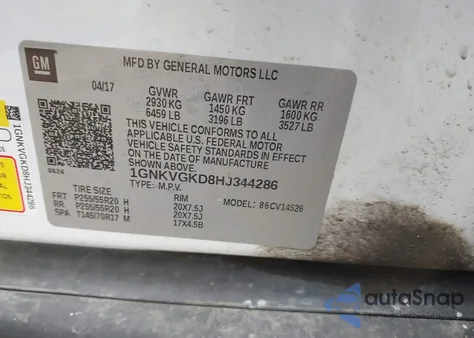 GM
MFD BY GENERAL MOTORS LLC
04/17
GVWR GAWR FRT GAWR RR
2930 KG 1450 KG 1600 KG
6459 LB 3196 LB 3527 LB
THIS VEHICLE CONFORMS TO ALL
APPLICABLE U.S. FEDERAL MOTOR
VEHICLE SAFETY STANDARDS IN EFFECT
ON THE DATE OF MANUFACTURE
SHOWN ABOVE.
8624
1GNKVGKD8HJ344286
TYPE: M.P.V. MODEL: 86CV14526
TIRE SIZE RIM
FRT P255/55R20 H 20X7.5J
RR P255/55R20 H 20X7.5J
SPA T145/70R17 M 17X4.5B
1GNKVGKD8HJ344286
autoSnap